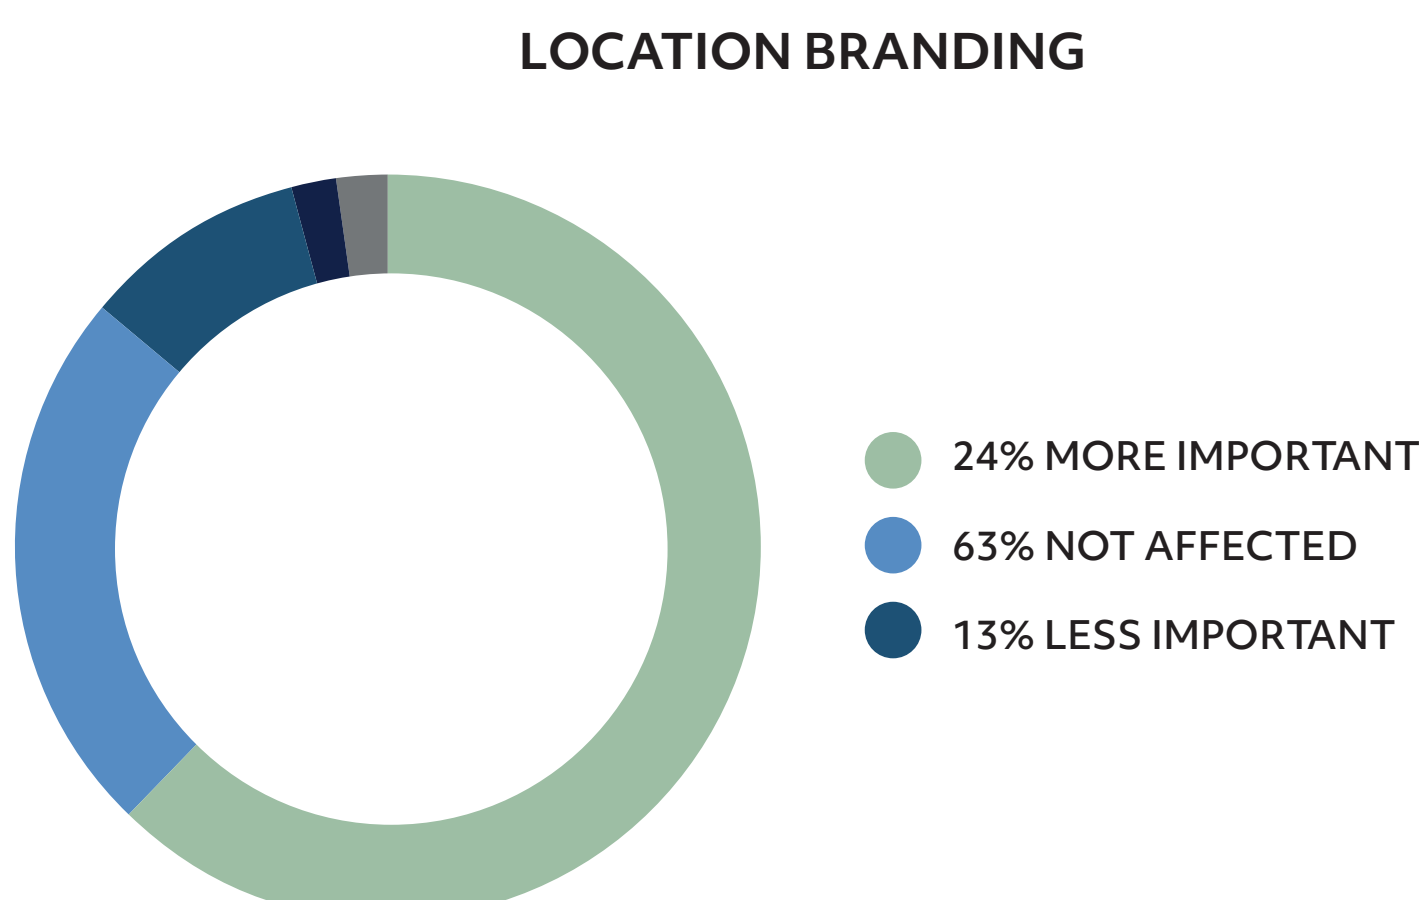 LOCATION BRANDING
24% MORE IMPORTANT
63% NOT AFFECTED
13% LESS IMPORTANT